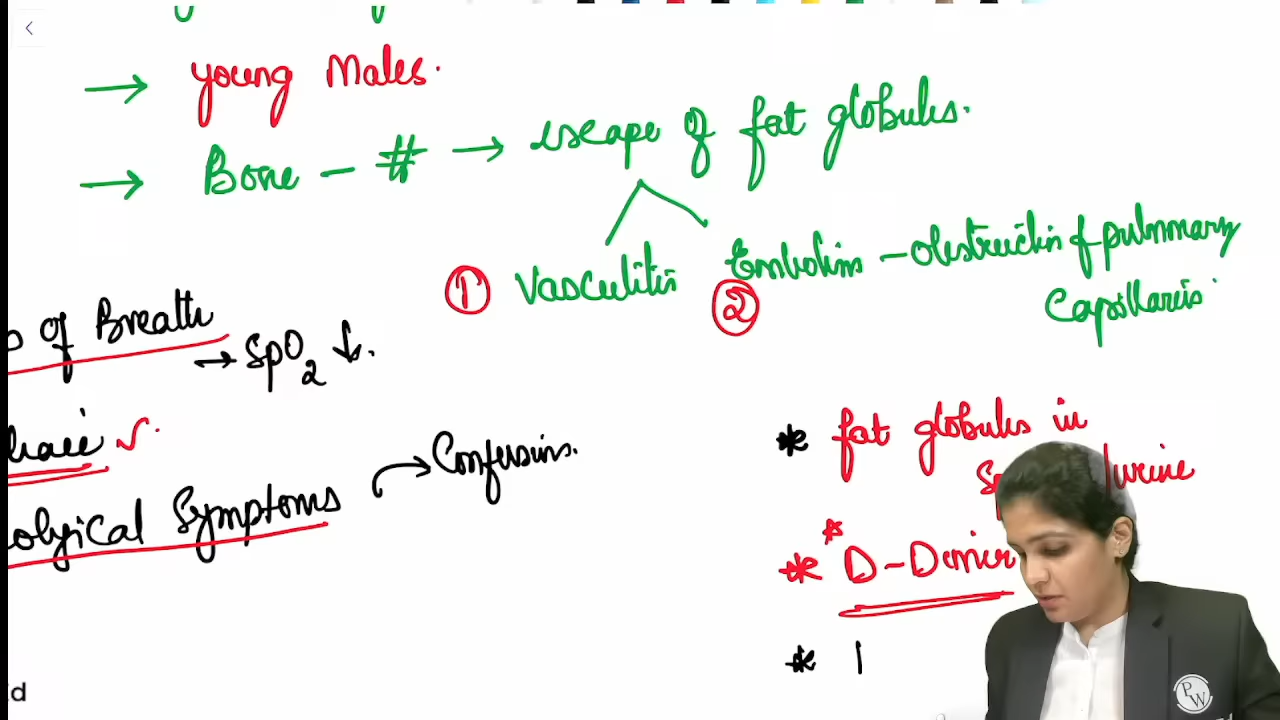 → young Males.
→ Bone - # → escape of fat globules.
① Vasculitis ② Embolism - obstruction of pulmonary
Capillaries
of Breath
→ SpO2 ↓.
Symptoms → Confusion.
* fat globules in
/urine
* * D-Dimer
*
PW